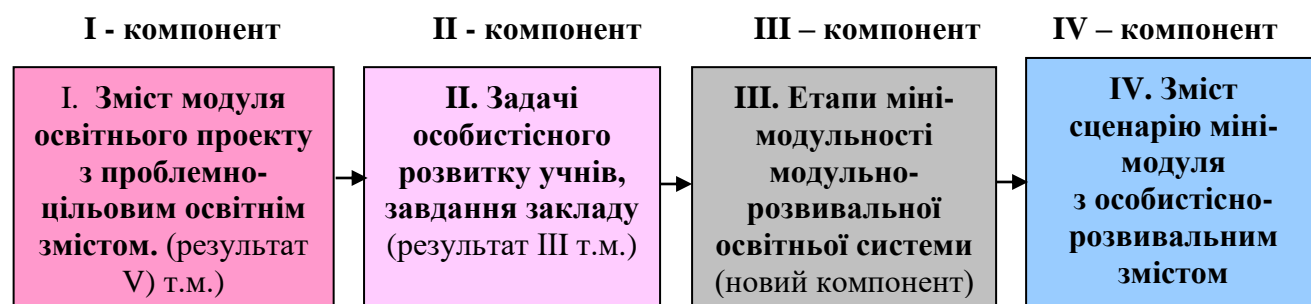 I - компонент
II - компонент
III – компонент
IV – компонент
I. Зміст модуля
освітнього проекту
з проблемно-
цільовим освітнім
змістом. (результат
V) т.м.)
II. Задачі
особистісного
розвитку учнів,
завдання закладу
(результат III т.м.)
III. Етапи міні-
модульності
модульно-
розвивальної
освітньої системи
(новий компонент)
IV. Зміст
сценарію міні-
модуля
з особистісно-
розвивальним
змістом